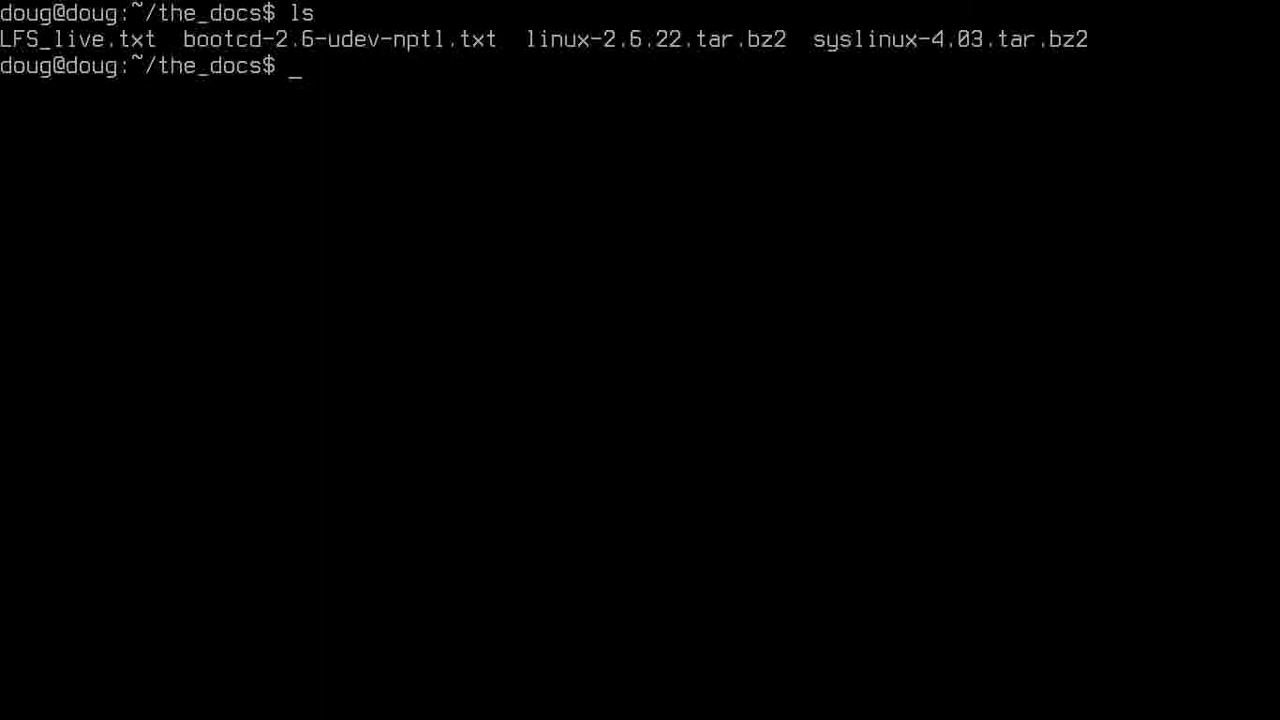 doug@doug:~/the_docs$ ls
LFS_live.txt  bootcd-2.6-udev-nptl.txt  linux-2.6.22.tar.bz2  syslinux-4.03.tar.bz2
doug@doug:~/the_docs$ _